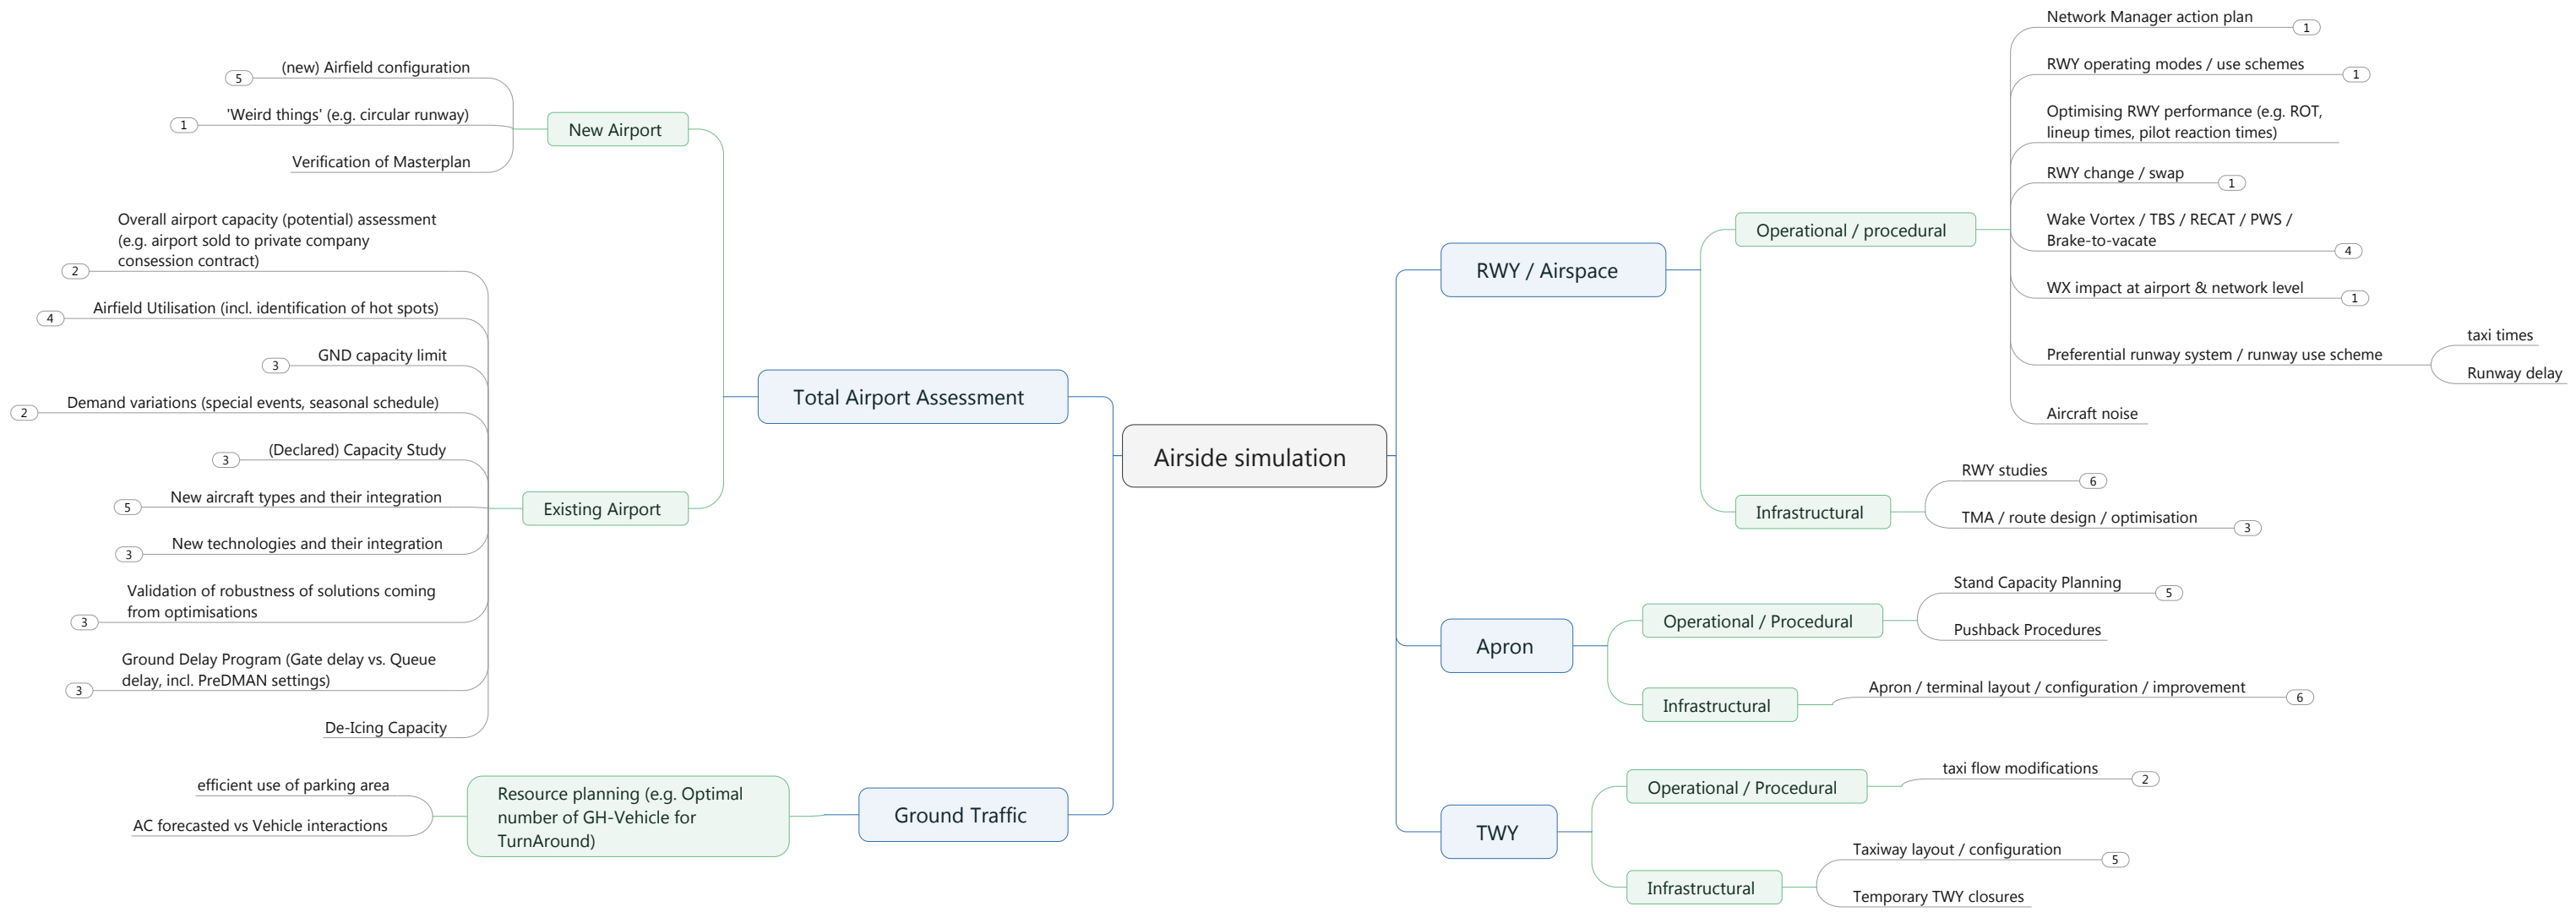 Airside simulation
Total Airport Assessment
New Airport
(new) Airfield configuration
5
'Weird things' (e.g. circular runway)
1
Verification of Masterplan
Existing Airport
Overall airport capacity (potential) assessment
(e.g. airport sold to private company
consession contract)
2
Airfield Utilisation (incl. identification of hot spots)
4
GND capacity limit
3
Demand variations (special events, seasonal schedule)
2
(Declared) Capacity Study
3
New aircraft types and their integration
5
New technologies and their integration
3
Validation of robustness of solutions coming
from optimisations
3
Ground Delay Program (Gate delay vs. Queue
delay, incl. PreDMAN settings)
3
De-Icing Capacity
Ground Traffic
Resource planning (e.g. Optimal
number of GH-Vehicle for
TurnAround)
efficient use of parking area
AC forecasted vs Vehicle interactions
RWY / Airspace
Operational / procedural
Network Manager action plan
1
RWY operating modes / use schemes
1
Optimising RWY performance (e.g. ROT,
lineup times, pilot reaction times)
RWY change / swap
1
Wake Vortex / TBS / RECAT / PWS /
Brake-to-vacate
4
WX impact at airport & network level
1
Preferential runway system / runway use scheme
taxi times
Runway delay
Aircraft noise
Infrastructural
RWY studies
6
TMA / route design / optimisation
3
Apron
Operational / Procedural
Stand Capacity Planning
5
Pushback Procedures
Infrastructural
Apron / terminal layout / configuration / improvement
6
TWY
Operational / Procedural
taxi flow modifications
2
Infrastructural
Taxiway layout / configuration
5
Temporary TWY closures